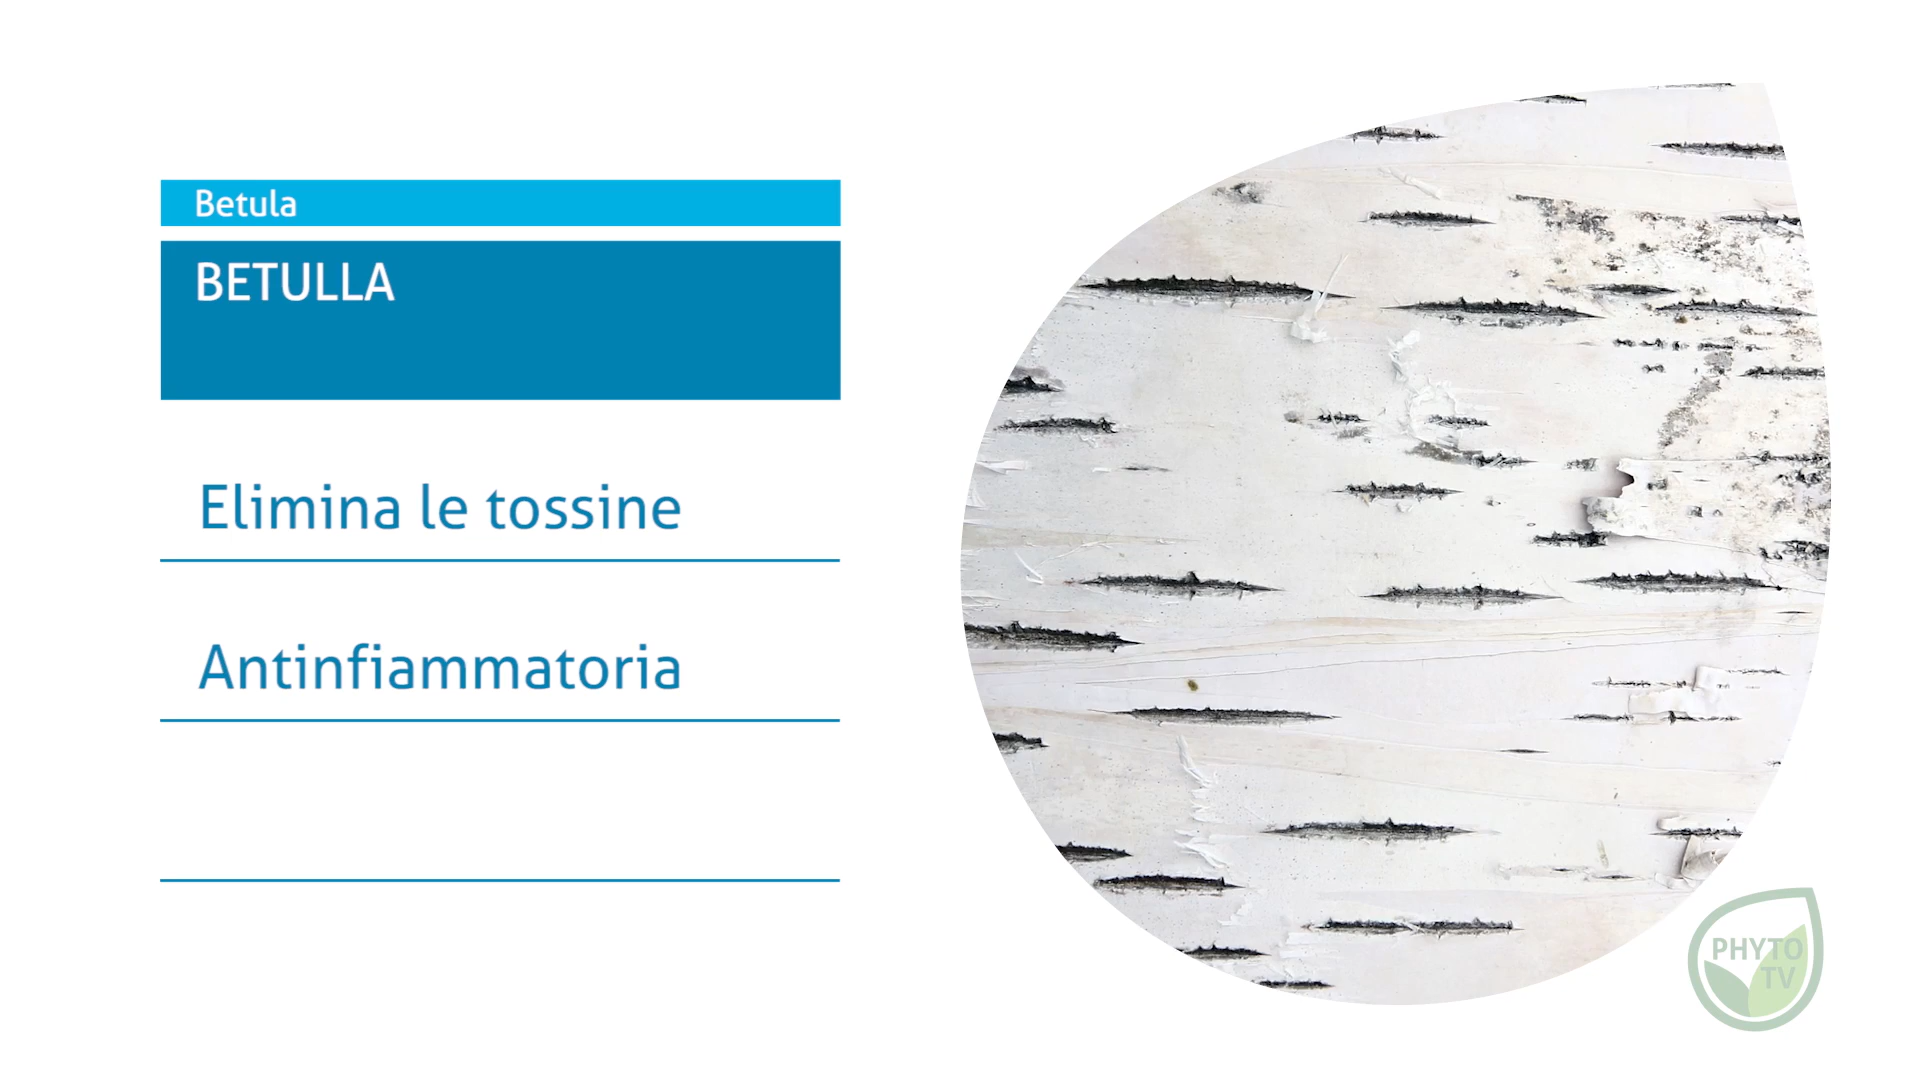 Betula
BETULLA
Elimina le tossine
Antinfiammatoria
PHYTO
TV